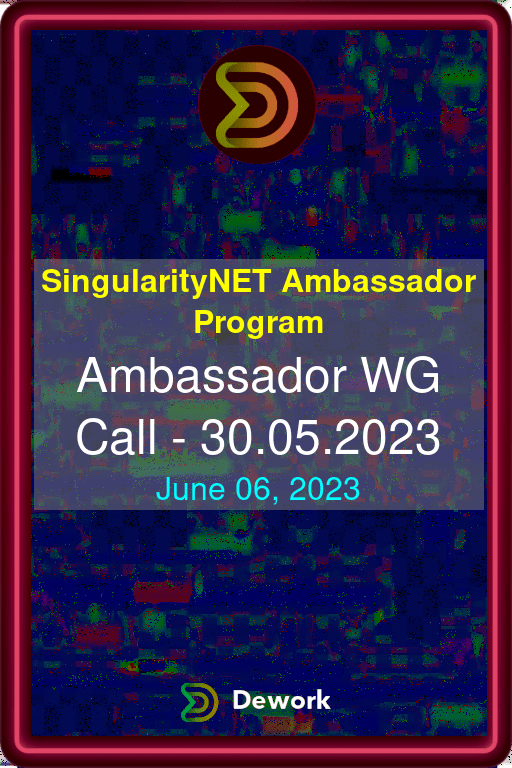 SingularityNET Ambassador
Program
Ambassador WG
Call - 30.05.2023
June 06, 2023
Dework